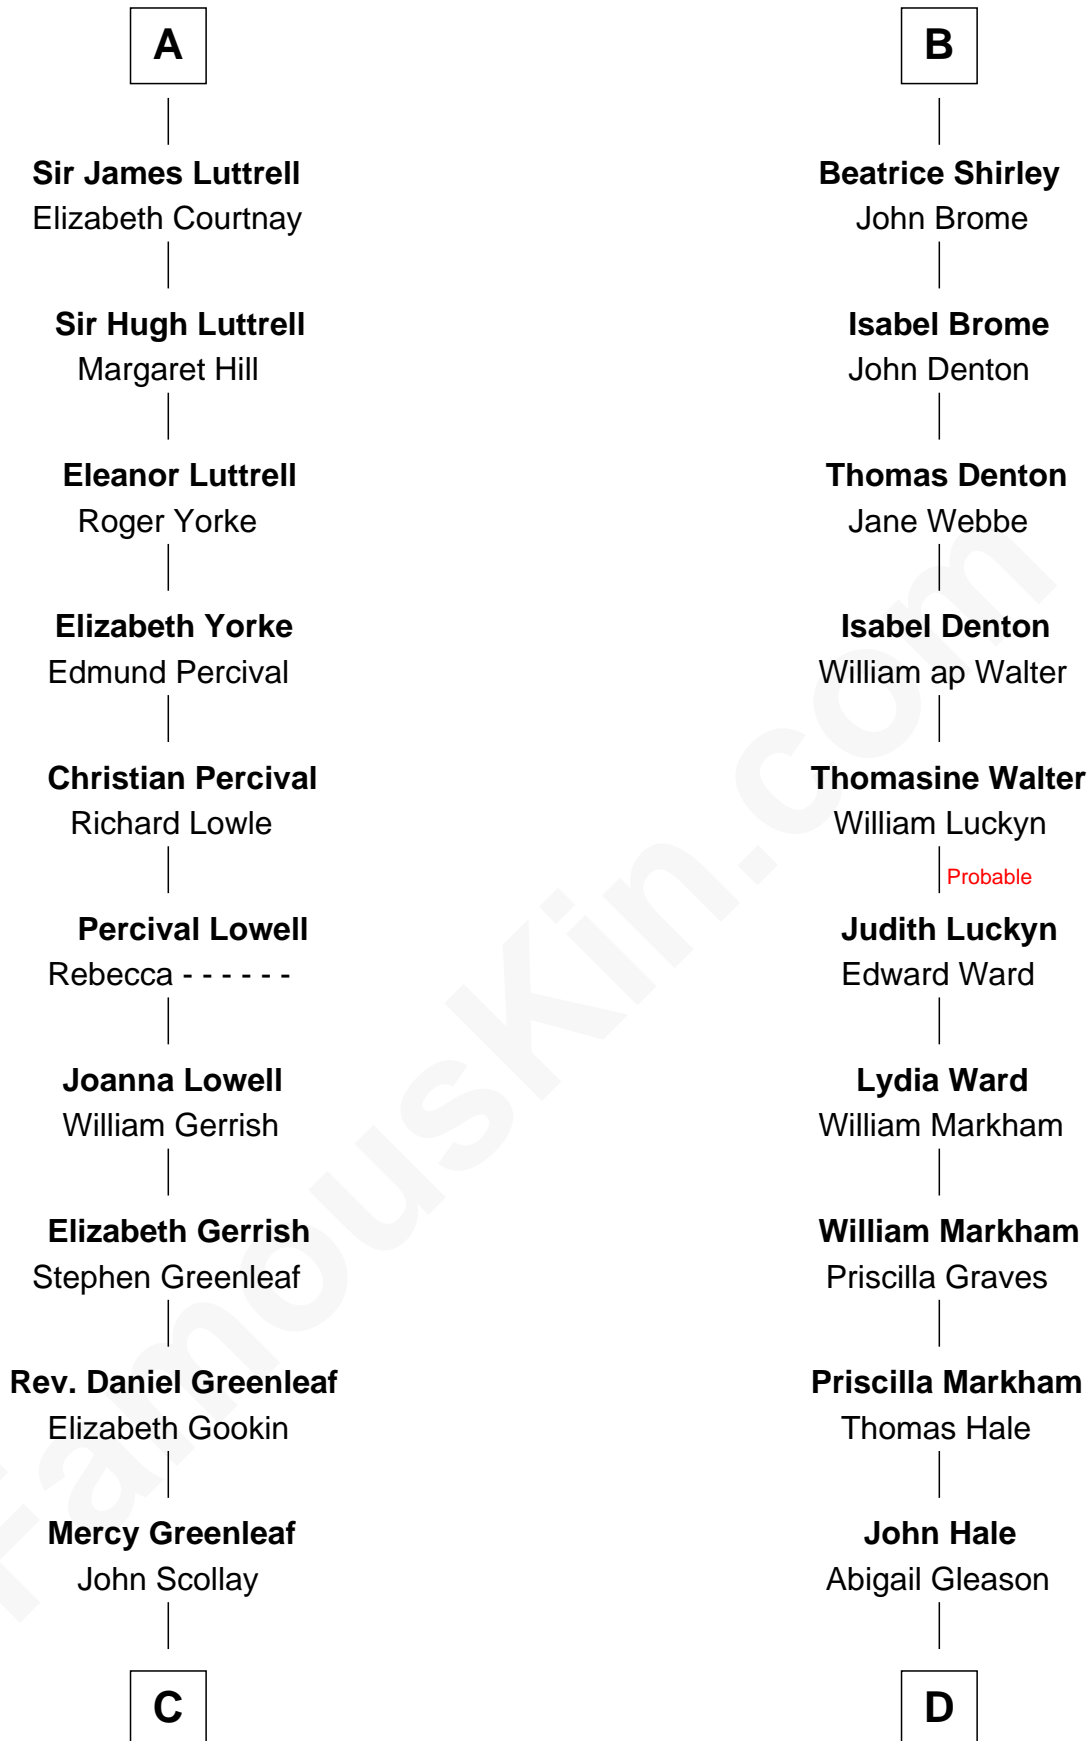 A
Sir James Luttrell
Elizabeth Courtnay
Sir Hugh Luttrell
Margaret Hill
Eleanor Luttrell
Roger Yorke
Elizabeth Yorke
Edmund Percival
Christian Percival
Richard Lowle
Percival Lowell
Rebecca - - - - - -
Joanna Lowell
William Gerrish
Elizabeth Gerrish
Stephen Greenleaf
Rev. Daniel Greenleaf
Elizabeth Gookin
Mercy Greenleaf
John Scollay
C
B
Beatrice Shirley
John Brome
Isabel Brome
John Denton
Thomas Denton
Jane Webbe
Isabel Denton
William ap Walter
Thomasine Walter
William Luckyn
Probable
Judith Luckyn
Edward Ward
Lydia Ward
William Markham
William Markham
Priscilla Graves
Priscilla Markham
Thomas Hale
John Hale
Abigail Gleason
D
FamousKin.com